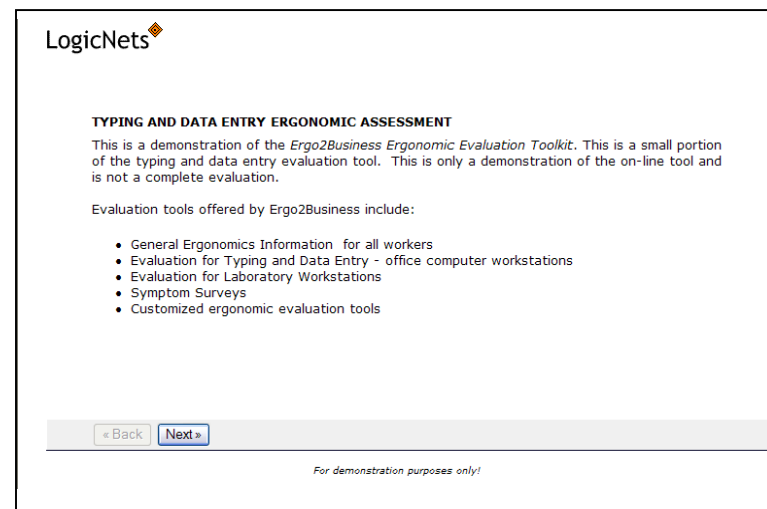 LogicNets
TYPING AND DATA ENTRY ERGONOMIC ASSESSMENT
This is a demonstration of the Ergo2Business Ergonomic Evaluation Toolkit. This is a small portion
of the typing and data entry evaluation tool.  This is only a demonstration of the on-line tool and
is not a complete evaluation.
Evaluation tools offered by Ergo2Business include:
• General Ergonomics Information  for all workers
• Evaluation for Typing and Data Entry - office computer workstations
• Evaluation for Laboratory Workstations
• Symptom Surveys
• Customized ergonomic evaluation tools
« Back Next »
For demonstration purposes only!